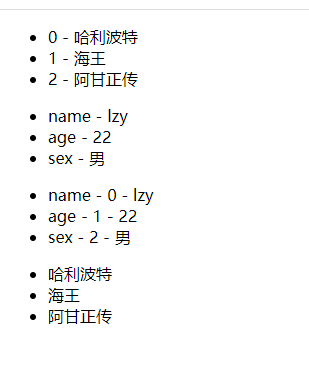 0 - 哈利波特
1 - 海王
2 - 阿甘正传
name - lzy
age - 22
sex - 男
name - 0 - lzy
age - 1 - 22
sex - 2 - 男
哈利波特
海王
阿甘正传